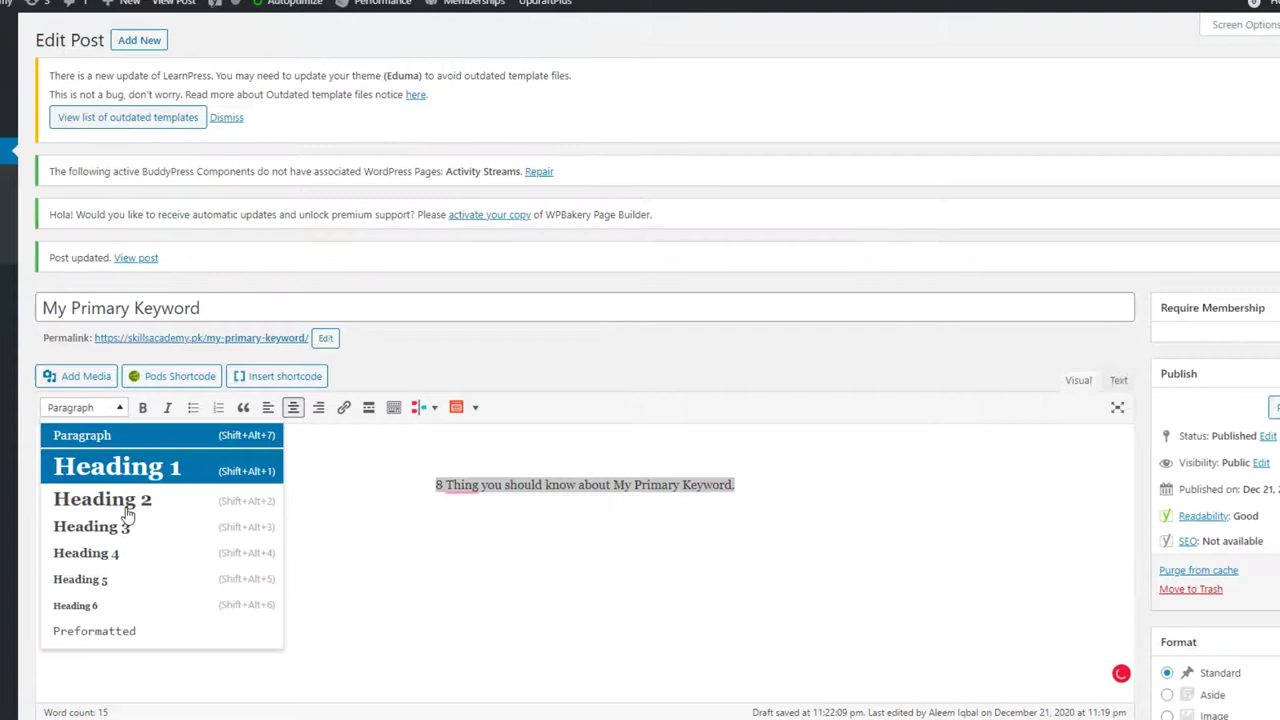 New View Post Autoptimize Performance Memberships UpdraftPlus
Screen Options
Edit Post Add New
There is a new update of LearnPress. You may need to update your theme (Eduma) to avoid outdated template files.
This is not a bug, don't worry. Read more about Outdated template files notice here.
View list of outdated templates Dismiss
The following active BuddyPress Components do not have associated WordPress Pages: Activity Streams. Repair
Hola! Would you like to receive automatic updates and unlock premium support? Please activate your copy of WPBakery Page Builder.
Post updated. View post
My Primary Keyword
Require Membership
Permalink: https://skillsacademy.pk/my-primary-keyword/ Edit
Add Media Pods Shortcode [ ] Insert shortcode
Visual Text
Publish
Paragraph B I
Paragraph (Shift+Alt+7)
Status: Published Edit
Heading 1 (Shift+Alt+1)
Visibility: Public Edit
8 Thing you should know about My Primary Keyword.
Published on: Dec 21, 2
Heading 2 (Shift+Alt+2)
Readability: Good
Heading 3 (Shift+Alt+3)
SEO: Not available
Heading 4 (Shift+Alt+4)
Purge from cache
Heading 5 (Shift+Alt+5)
Move to Trash
Heading 6 (Shift+Alt+6)
Preformatted
Format
Standard
Aside
Image
Word count: 15 Draft saved at 11:22:09 pm. Last edited by Aleem Iqbal on December 21, 2020 at 11:19 pm